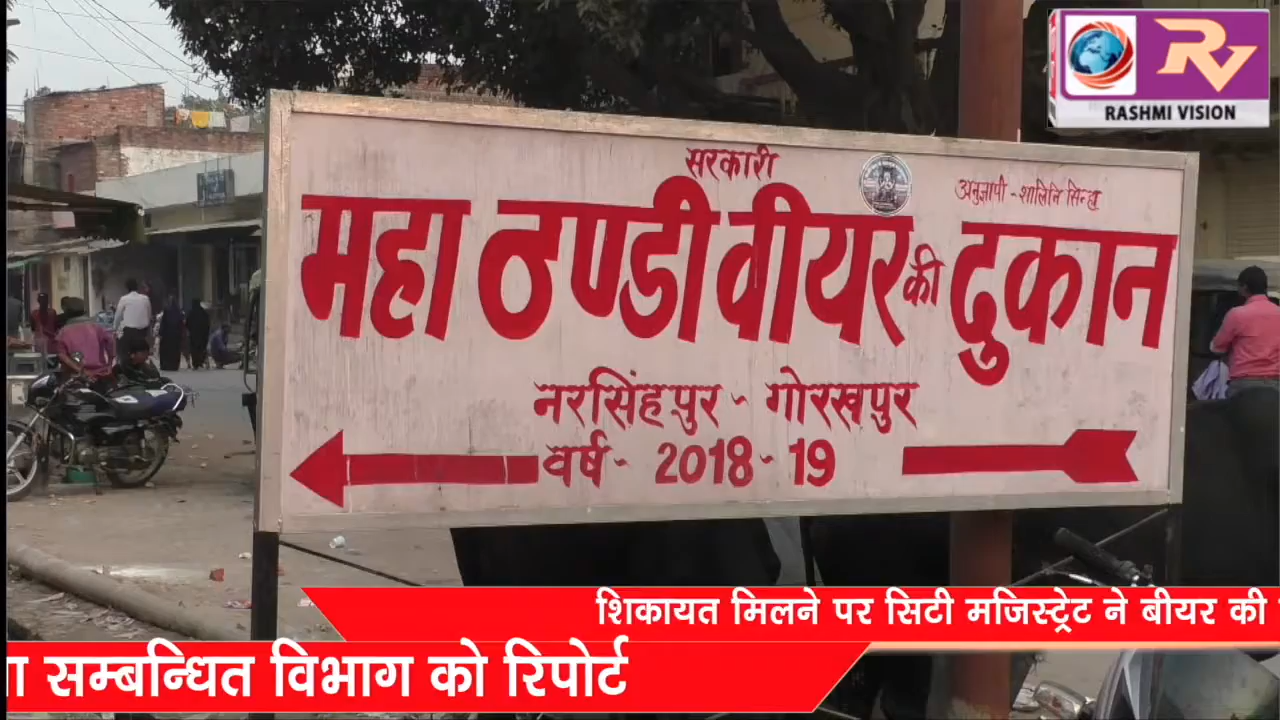 RV
RASHMI VISION
सरकारी
अनुज्ञापी - शालिनि सिन्हा
महा ठण्डी वीयर की दुकान
नरसिंहपुर - गोरखपुर
वर्ष - 2018 - 19
शिकायत मिलने पर सिटी मजिस्ट्रेट ने बीयर की
सम्बन्धित विभाग को रिपोर्ट